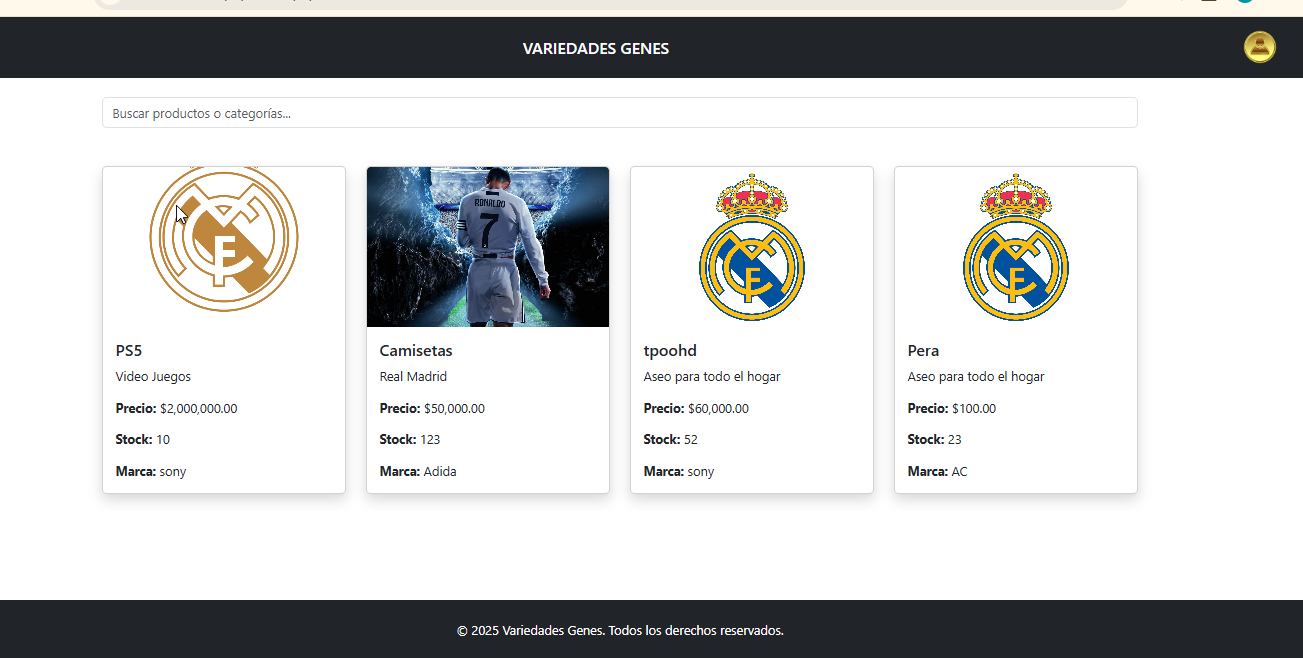 VARIEDADES GENES
Buscar productos o categorías...
RONALDO
7
PS5
Video Juegos
Precio: $2,000,000.00
Stock: 10
Marca: sony
Camisetas
Real Madrid
Precio: $50,000.00
Stock: 123
Marca: Adida
tpoohd
Aseo para todo el hogar
Precio: $60,000.00
Stock: 52
Marca: sony
Pera
Aseo para todo el hogar
Precio: $100.00
Stock: 23
Marca: AC
© 2025 Variedades Genes. Todos los derechos reservados.